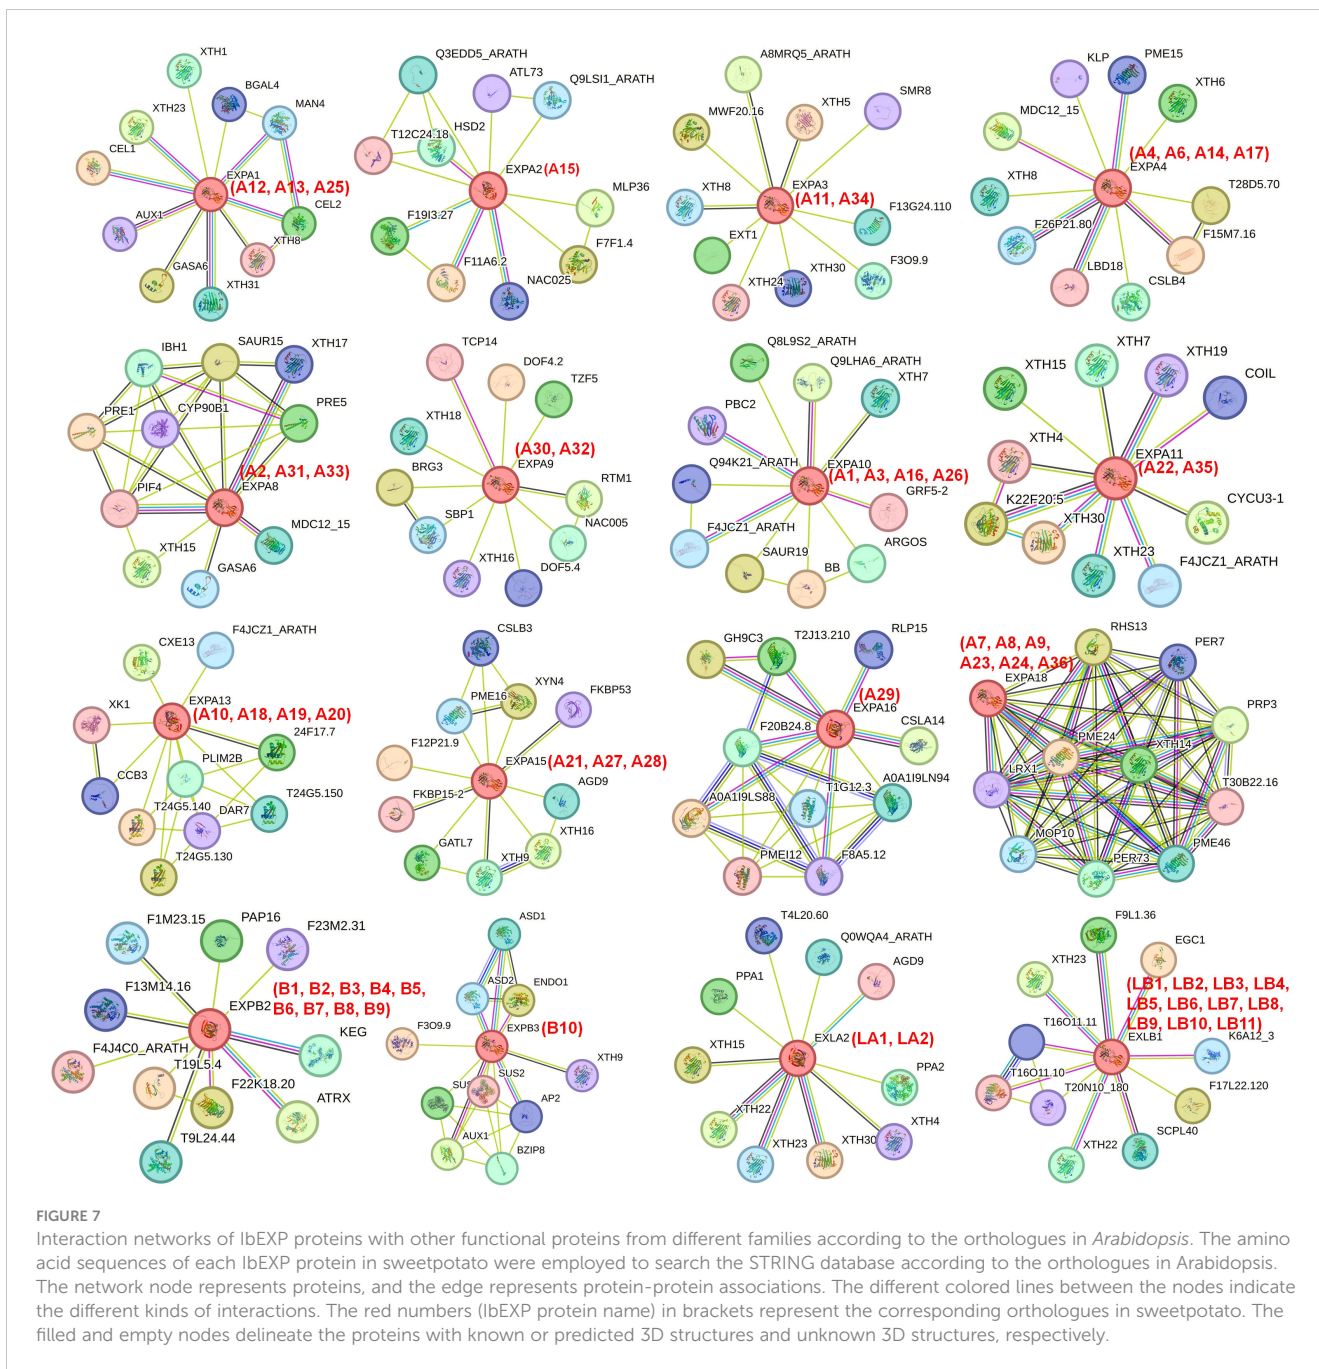 XTH1
BGAL4
XTH23
MAN4
CEL1
EXPA1
(A12, A13, A25)
CEL2
AUX1
XTH8
GASA6
XTH31
Q3EDD5_ARATH
ATL73
Q9LSI1_ARATH
HSD2
T12C24.18
EXPA2
(A15)
MLP36
F19I3.27
F7F1.4
F11A6.2
NAC025
A8MRQ5_ARATH
SMR8
XTH5
MWF20.16
XTH8
EXPA3
(A11, A34)
F13G24.110
EXT1
F3O9.9
XTH24
XTH30
KLP
PME15
XTH6
MDC12_15
(A4, A6, A14, A17)
EXPA4
XTH8
T28D5.70
F26P21.80
F15M7.16
LBD18
CSLB4
IBH1
SAUR15
XTH17
PRE1
CYP90B1
PRE5
(A2, A31, A33)
EXPA8
PIF4
MDC12_15
XTH15
GASA6
TCP14
DOF4.2
TZF5
XTH18
(A30, A32)
EXPA9
BRG3
RTM1
SBP1
NAC005
XTH16
DOF5.4
Q8L9S2_ARATH
Q9LHA6_ARATH
XTH7
PBC2
Q94K21_ARATH
EXPA10
(A1, A3, A16, A26)
GRF5-2
F4JCZ1_ARATH
ARGOS
SAUR19
BB
XTH7
XTH15
XTH19
COIL
XTH4
EXPA11
(A22, A35)
K22F20.5
CYCU3-1
XTH30
XTH23
F4JCZ1_ARATH
CXE13
F4JCZ1_ARATH
XK1
EXPA13
(A10, A18, A19, A20)
24F17.7
PLIM2B
CCB3
T24G5.140
DAR7
T24G5.150
T24G5.130
CSLB3
PME16
XYN4
FKBP53
F12P21.9
EXPA15
(A21, A27, A28)
AGD9
FKBP15-2
XTH16
GATL7
XTH9
GH9C3
T2J13.210
RLP15
(A29)
EXPA16
F20B24.8
CSLA14
A0A1I9LN94
A0A1I9LS88
T1G12.3
PMEI12
F8A5.12
RHS13
PER7
(A7, A8, A9,
A23, A24, A36)
EXPA18
PRP3
PME24
XTH14
LRX1
T30B22.16
MOP10
PME46
PER73
F1M23.15
PAP16
F23M2.31
F13M14.16
(B1, B2, B3, B4, B5,
B6, B7, B8, B9)
EXPB2
KEG
F4J4C0_ARATH
T19L5.4
F22K18.20
ATRX
T9L24.44
ASD1
ASD2
ENDO1
F3O9.9
EXPB3
(B10)
XTH9
SUS
SUS2
AP2
AUX1
BZIP8
T4L20.60
Q0WQA4_ARATH
AGD9
PPA1
EXLA2
(LA1, LA2)
XTH15
PPA2
XTH22
XTH4
XTH23
XTH30
F9L1.36
EGC1
XTH23
(LB1, LB2, LB3, LB4,
LB5, LB6, LB7, LB8,
LB9, LB10, LB11)
T16O11.11
EXLB1
K6A12_3
T16O11.10
T20N10_180
F17L22.120
SCPL40
XTH22
FIGURE 7
Interaction networks of IbEXP proteins with other functional proteins from different families according to the orthologues in Arabidopsis. The amino
acid sequences of each IbEXP protein in sweetpotato were employed to search the STRING database according to the orthologues in Arabidopsis.
The network node represents proteins, and the edge represents protein-protein associations. The different colored lines between the nodes indicate
the different kinds of interactions. The red numbers (IbEXP protein name) in brackets represent the corresponding orthologues in sweetpotato. The
filled and empty nodes delineate the proteins with known or predicted 3D structures and unknown 3D structures, respectively.